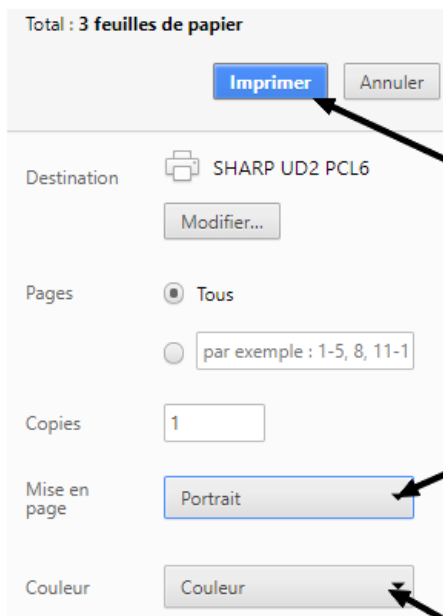 Total : 3 feuilles de papier
Imprimer Annuler
Destination SHARP UD2 PCL6
Modifier...
Pages Tous
par exemple : 1-5, 8, 11-1
Copies 1
Mise en
page
Portrait
Couleur Couleur